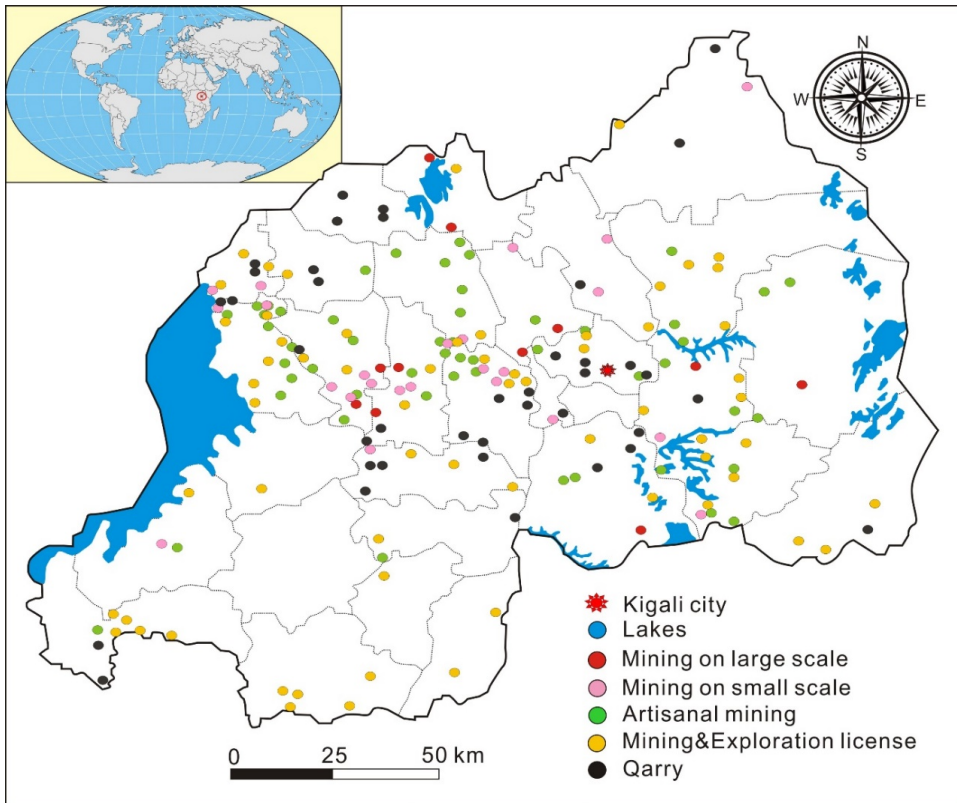 N
W E
S
Kigali city
Lakes
Mining on large scale
Mining on small scale
Artisanal mining
Mining&Exploration license
Qarry
0 25 50 km